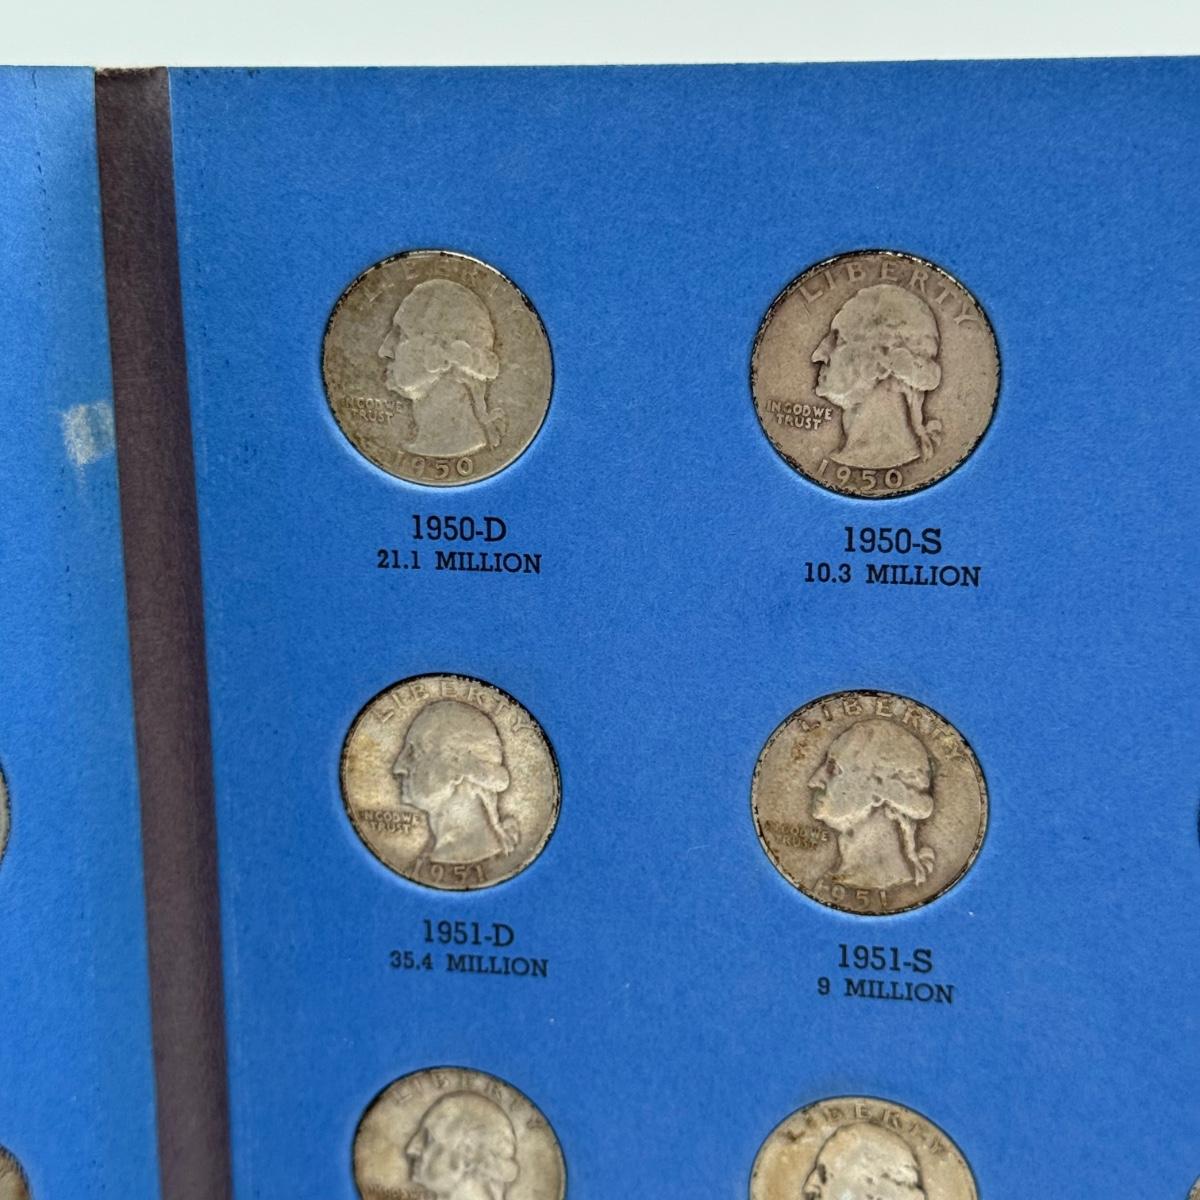 LIBERTY
IN GOD WE
TRUST
1950
1950-D
21.1 MILLION
LIBERTY
IN GOD WE
TRUST
1950
1950-S
10.3 MILLION
LIBERTY
IN GOD WE
TRUST
1951
1951-D
35.4 MILLION
LIBERTY
IN GOD WE
TRUST
1951
1951-S
9 MILLION
LIBERTY
LIBERTY